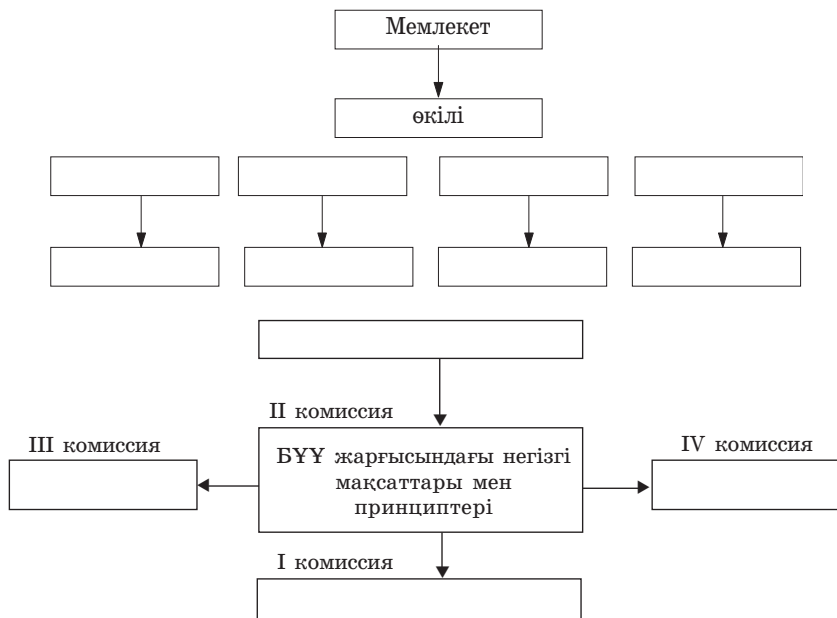 Мемлекет
өкілі
II комиссия
III комиссия
БҰҰ жарғысындағы негізгі
мақсаттары мен
принциптері
IV комиссия
I комиссия